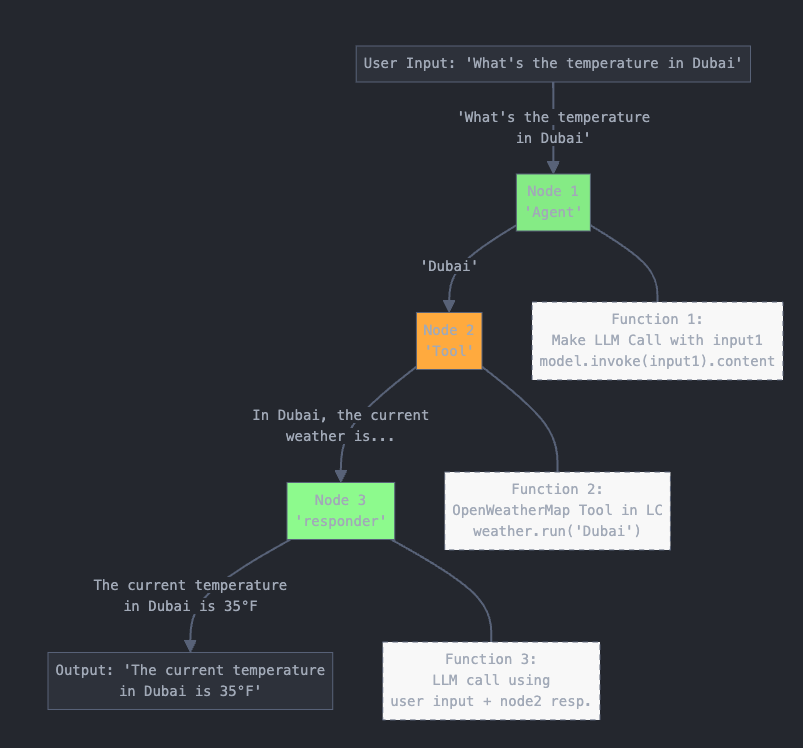 User Input: 'What's the temperature in Dubai'
'What's the temperature
in Dubai'
Node 1
'Agent'
'Dubai'
Function 1:
Make LLM Call with input1
model.invoke(input1).content
Node 2
'Tool'
In Dubai, the current
weather is...
Function 2:
OpenWeatherMap Tool in LC
weather.run('Dubai')
Node 3
'responder'
The current temperature
in Dubai is 35°F
Function 3:
LLM call using
user input + node2 resp.
Output: 'The current temperature
in Dubai is 35°F'